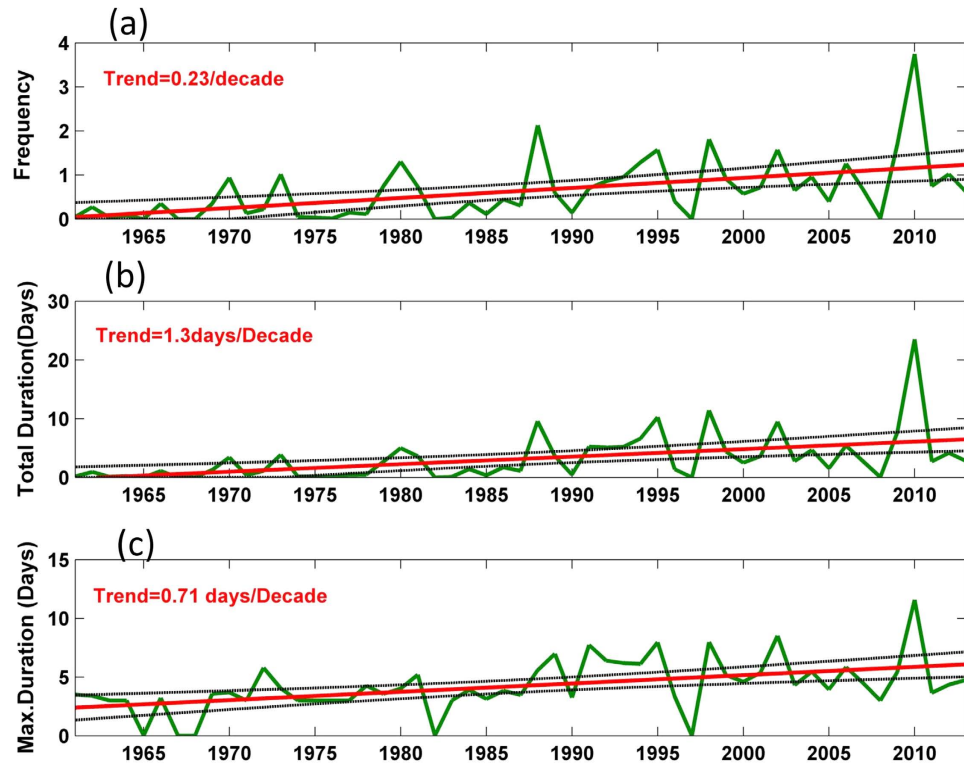 (a)
Frequency
4
3
2
1
0
Trend=0.23/decade
1965 1970 1975 1980 1985 1990 1995 2000 2005 2010
(b)
Total Duration(Days)
30
20
10
0
Trend=1.3days/Decade
1965 1970 1975 1980 1985 1990 1995 2000 2005 2010
(c)
Max.Duration (Days)
15
10
5
0
Trend=0.71 days/Decade
1965 1970 1975 1980 1985 1990 1995 2000 2005 2010